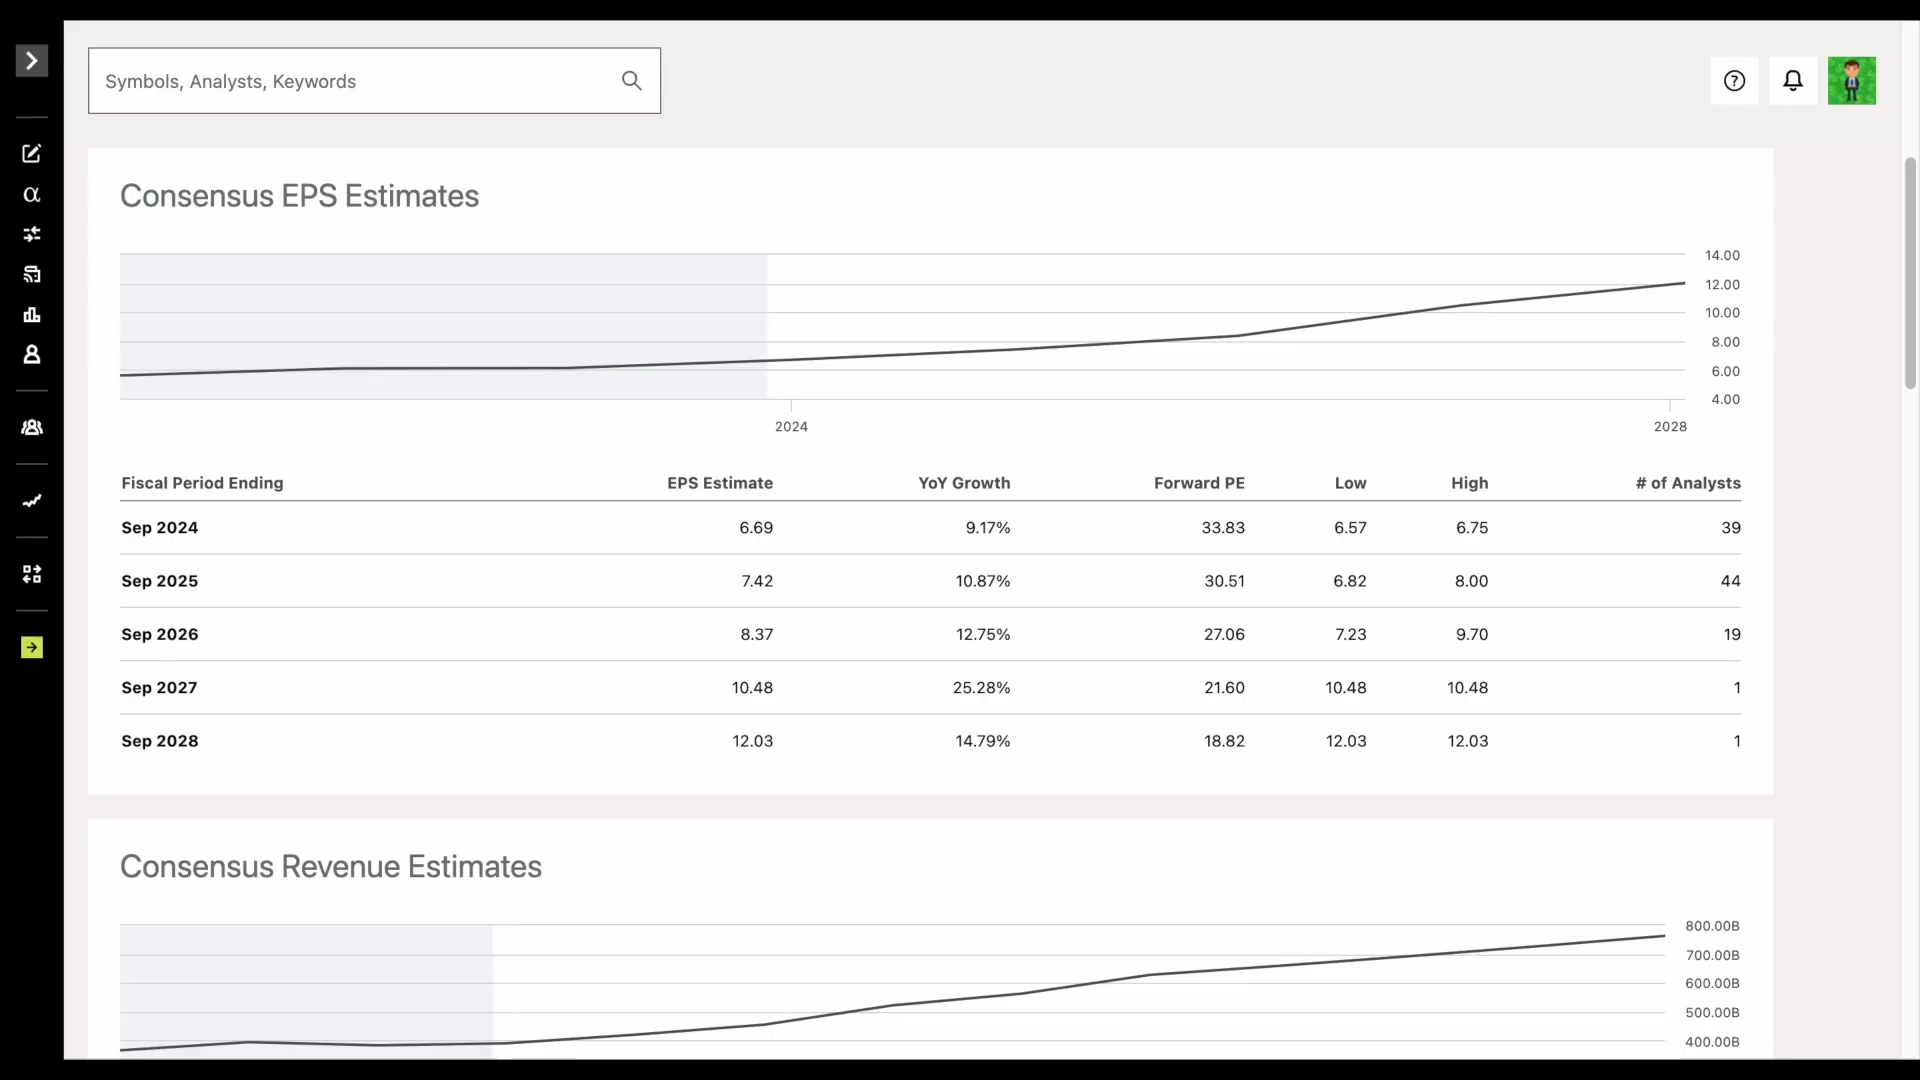 Symbols, Analysts, Keywords
Consensus EPS Estimates
14.00
12.00
10.00
8.00
6.00
4.00
2024 2028
Fiscal Period Ending EPS Estimate YoY Growth Forward PE Low High # of Analysts
Sep 2024 6.69 9.17% 33.83 6.57 6.75 39
Sep 2025 7.42 10.87% 30.51 6.82 8.00 44
Sep 2026 8.37 12.75% 27.06 7.23 9.70 19
Sep 2027 10.48 25.28% 21.60 10.48 10.48 1
Sep 2028 12.03 14.79% 18.82 12.03 12.03 1
Consensus Revenue Estimates
800.00B
700.00B
600.00B
500.00B
400.00B